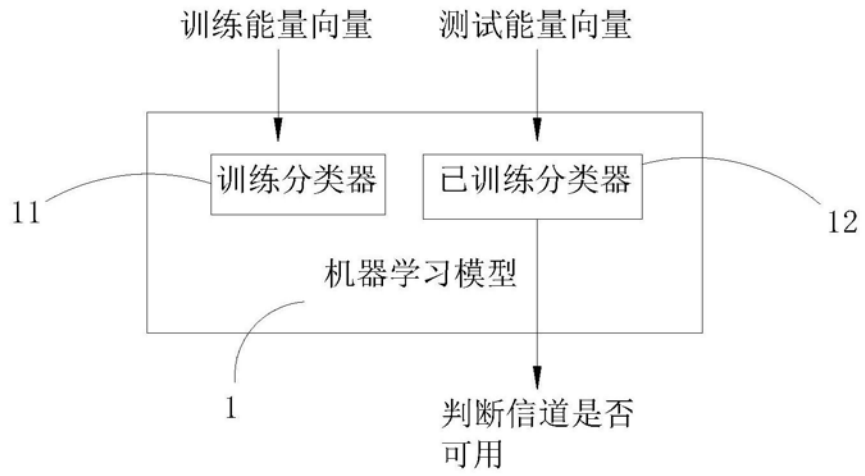 训练能量向量
测试能量向量
训练分类器
已训练分类器
11
12
机器学习模型
1
判断信道是否
可用